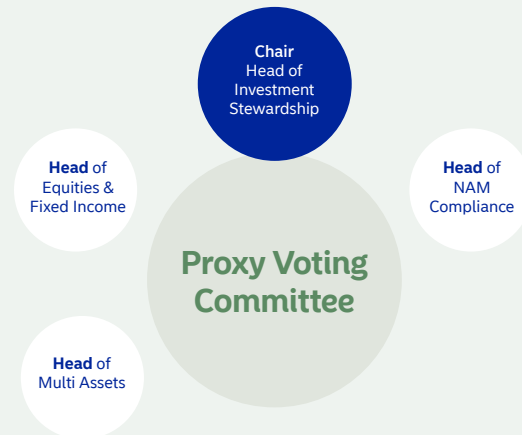 Chair
Head of
Investment
Stewardship
Head of
Equities &
Fixed Income
Head of
NAM
Compliance
Proxy Voting
Committee
Head of
Multi Assets